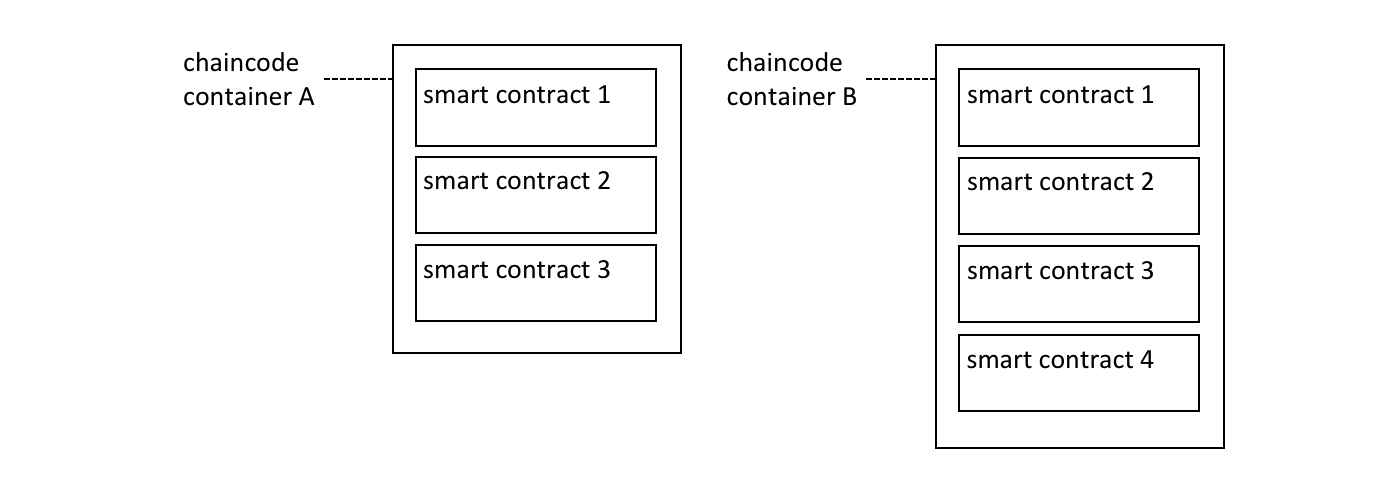 chaincode
container A
smart contract 1
smart contract 2
smart contract 3
chaincode
container B
smart contract 1
smart contract 2
smart contract 3
smart contract 4